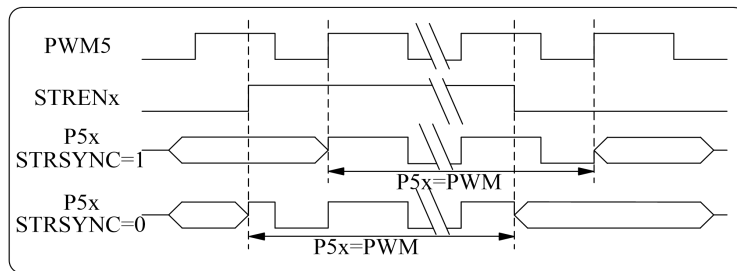 PWM5
STRENx
P5x
STRSYNC=1
P5x=PWM
P5x
STRSYNC=0
P5x=PWM